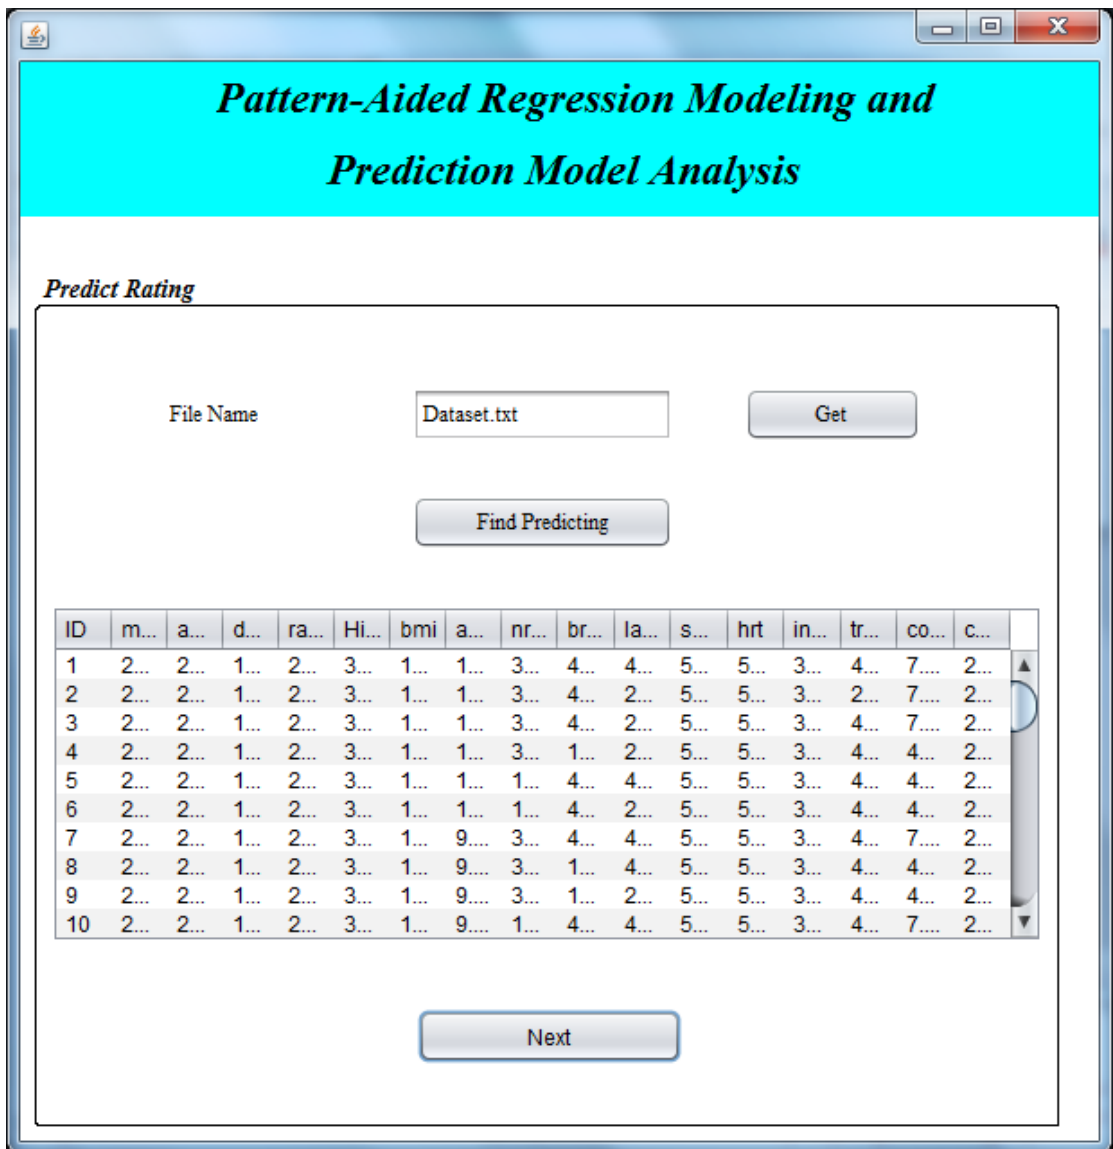 Pattern-Aided Regression Modeling and
Prediction Model Analysis
Predict Rating
File Name Dataset.txt Get
Find Predicting
ID m... a... d... ra... Hi... bmi a... nr... br... la... s... hrt in... tr... co... c...
1 2... 2... 1... 2... 3... 1... 1... 3... 4... 4... 5... 5... 3... 4... 7.... 2...
2 2... 2... 1... 2... 3... 1... 1... 3... 4... 2... 5... 5... 3... 2... 7.... 2...
3 2... 2... 1... 2... 3... 1... 1... 3... 4... 2... 5... 5... 3... 4... 7.... 2...
4 2... 2... 1... 2... 3... 1... 1... 3... 1... 2... 5... 5... 3... 4... 4... 2...
5 2... 2... 1... 2... 3... 1... 1... 1... 4... 4... 5... 5... 3... 4... 4... 2...
6 2... 2... 1... 2... 3... 1... 1... 1... 4... 2... 5... 5... 3... 4... 4... 2...
7 2... 2... 1... 2... 3... 1... 9.... 3... 4... 4... 5... 5... 3... 4... 7.... 2...
8 2... 2... 1... 2... 3... 1... 9.... 3... 1... 4... 5... 5... 3... 4... 4... 2...
9 2... 2... 1... 2... 3... 1... 9.... 3... 1... 2... 5... 5... 3... 4... 4... 2...
10 2... 2... 1... 2... 3... 1... 9.... 1... 4... 4... 5... 5... 3... 4... 7.... 2...
Next